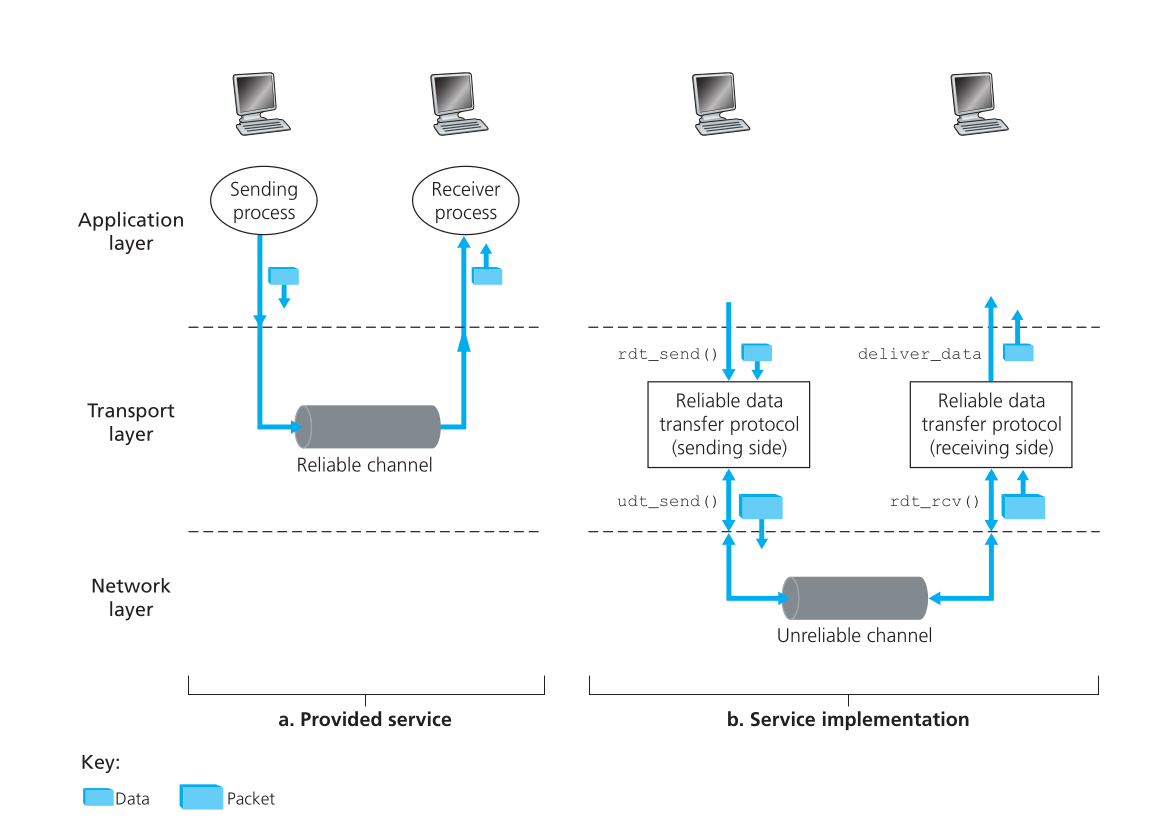 Sending
process
Receiver
process
Application
layer
rdt_send()
deliver_data
Transport
layer
Reliable channel
Reliable data
transfer protocol
(sending side)
Reliable data
transfer protocol
(receiving side)
udt_send()
rdt_rcv()
Network
layer
Unreliable channel
a. Provided service
b. Service implementation
Key:
Data
Packet